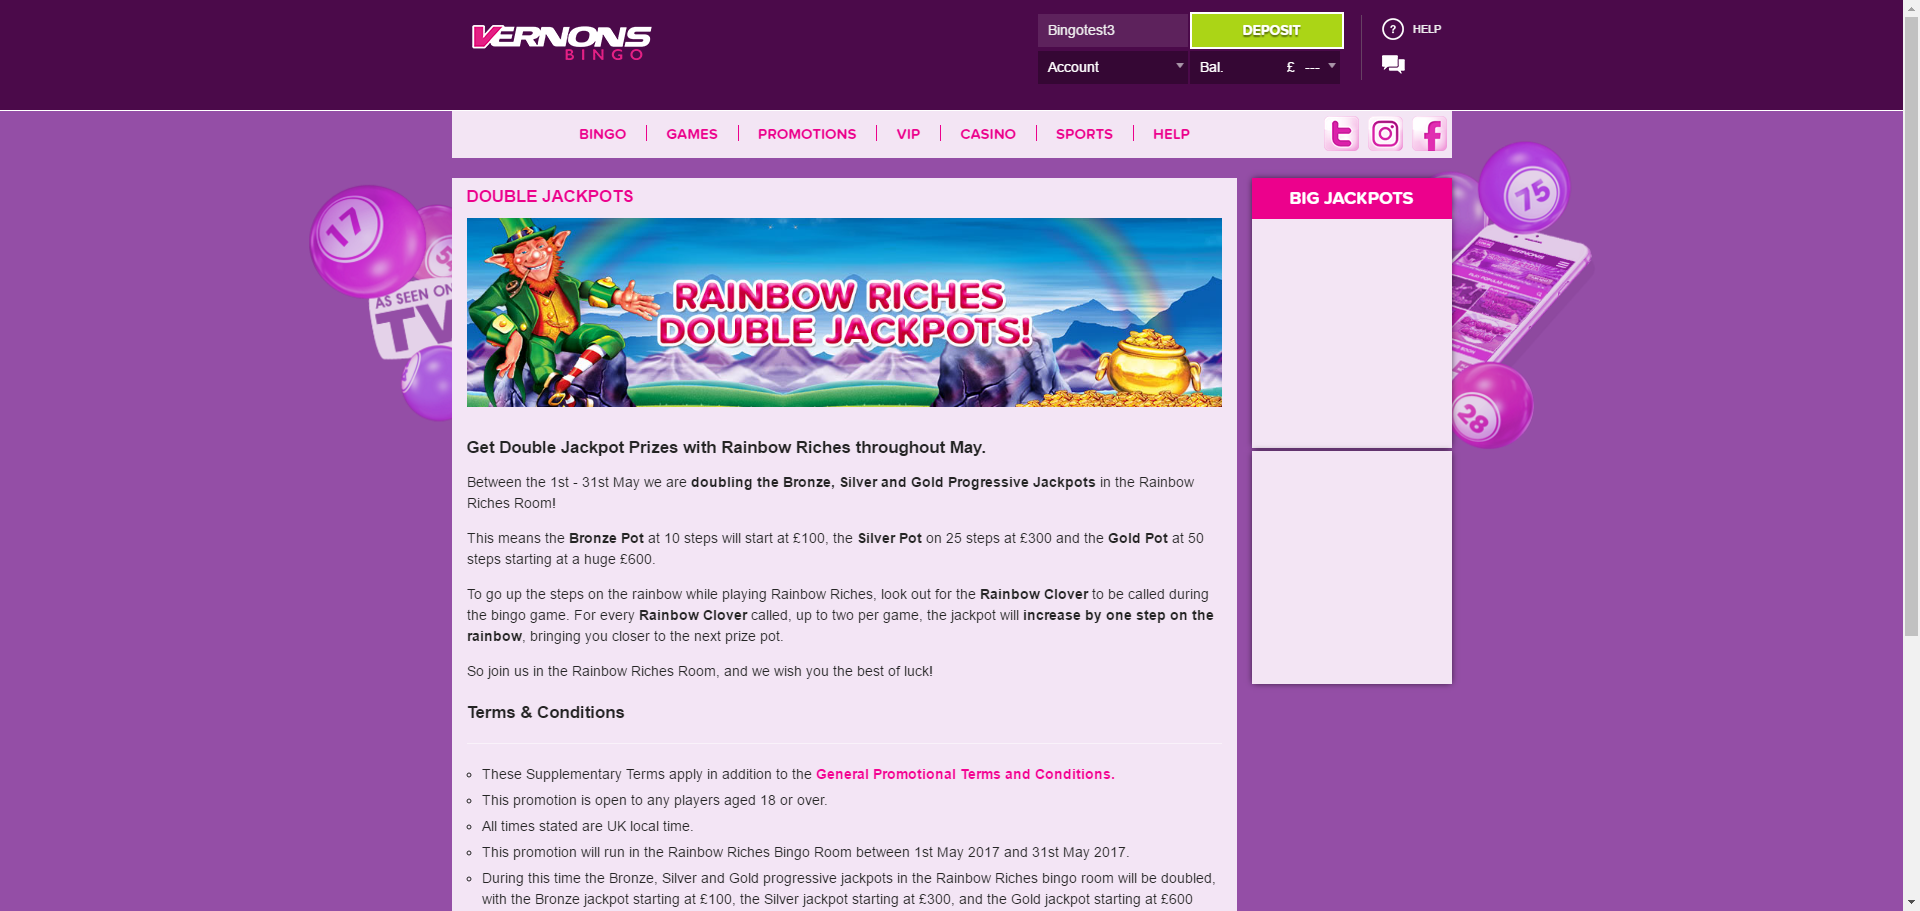 VERNONS
BINGO
Bingotest3
DEPOSIT
HELP
Account
Bal. £ ---
BINGO GAMES PROMOTIONS VIP CASINO SPORTS HELP
DOUBLE JACKPOTS
BIG JACKPOTS
17
75
AS SEEN ON
TV
28
VERNONS
RAINBOW RICHES
DOUBLE JACKPOTS!
Get Double Jackpot Prizes with Rainbow Riches throughout May.
Between the 1st - 31st May we are doubling the Bronze, Silver and Gold Progressive Jackpots in the Rainbow
Riches Room!
This means the Bronze Pot at 10 steps will start at £100, the Silver Pot on 25 steps at £300 and the Gold Pot at 50
steps starting at a huge £600.
To go up the steps on the rainbow while playing Rainbow Riches, look out for the Rainbow Clover to be called during
the bingo game. For every Rainbow Clover called, up to two per game, the jackpot will increase by one step on the
rainbow, bringing you closer to the next prize pot.
So join us in the Rainbow Riches Room, and we wish you the best of luck!
Terms & Conditions
These Supplementary Terms apply in addition to the General Promotional Terms and Conditions.
This promotion is open to any players aged 18 or over.
All times stated are UK local time.
This promotion will run in the Rainbow Riches Bingo Room between 1st May 2017 and 31st May 2017.
During this time the Bronze, Silver and Gold progressive jackpots in the Rainbow Riches bingo room will be doubled,
with the Bronze jackpot starting at £100, the Silver jackpot starting at £300, and the Gold jackpot starting at £600